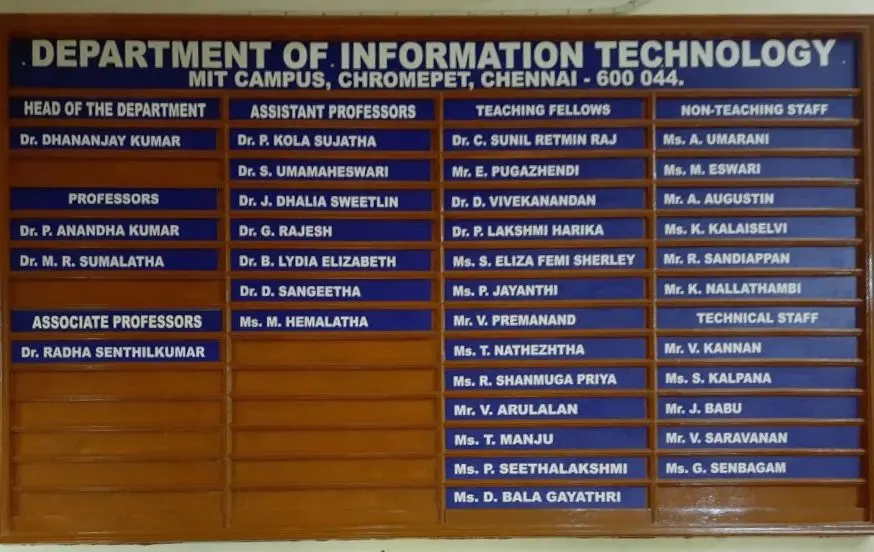 DEPARTMENT OF INFORMATION TECHNOLOGY
MIT CAMPUS, CHROMEPET, CHENNAI - 600 044.
HEAD OF THE DEPARTMENT
Dr. DHANANJAY KUMAR
PROFESSORS
Dr. P. ANANDHA KUMAR
Dr. M. R. SUMALATHA
ASSOCIATE PROFESSORS
Dr. RADHA SENTHILKUMAR
ASSISTANT PROFESSORS
Dr. P. KOLA SUJATHA
Dr. S. UMAMAHESWARI
Dr. J. DHALIA SWEETLIN
Dr. G. RAJESH
Dr. B. LYDIA ELIZABETH
Dr. D. SANGEETHA
Ms. M. HEMALATHA
TEACHING FELLOWS
Dr. C. SUNIL RETMIN RAJ
Mr. E. PUGAZHENDI
Dr. D. VIVEKANANDAN
Dr. P. LAKSHMI HARIKA
Ms. S. ELIZA FEMI SHERLEY
Ms. P. JAYANTHI
Mr. V. PREMANAND
Ms. T. NATHEZHTHA
Ms. R. SHANMUGA PRIYA
Mr. V. ARULALAN
Ms. T. MANJU
Ms. P. SEETHALAKSHMI
Ms. D. BALA GAYATHRI
NON-TEACHING STAFF
Ms. A. UMARANI
Ms. M. ESWARI
Mr. A. AUGUSTIN
Ms. K. KALAISELVI
Mr. R. SANDIAPPAN
Mr. K. NALLATHAMBI
TECHNICAL STAFF
Mr. V. KANNAN
Ms. S. KALPANA
Mr. J. BABU
Mr. V. SARAVANAN
Ms. G. SENBAGAM